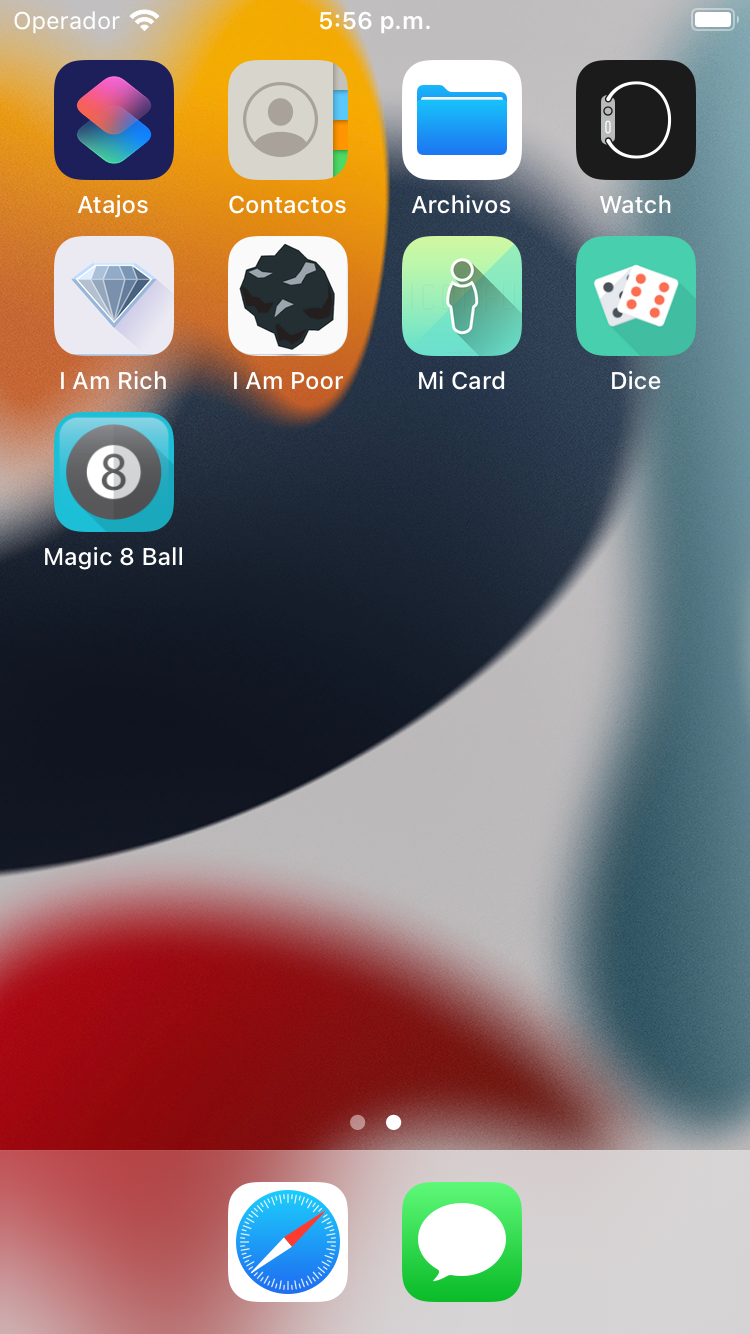 Operador 5:56 p.m.
Atajos Contactos Archivos Watch
I Am Rich I Am Poor Mi Card Dice
8
Magic 8 Ball